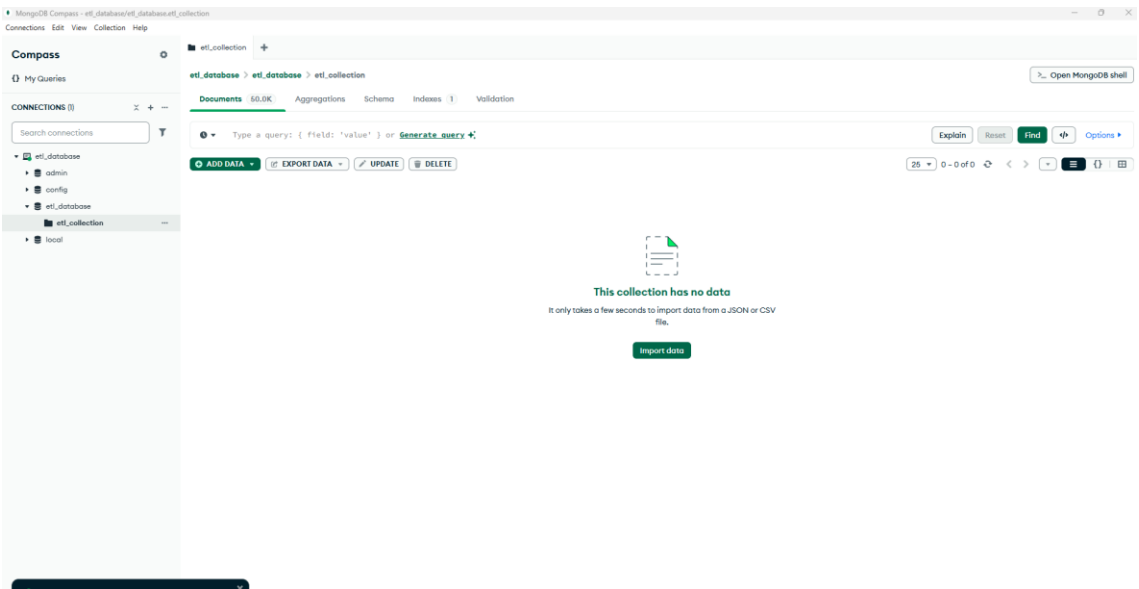 MongoDB Compass - etl_database/etl_database.etl_collection
Connections Edit View Collection Help
Compass
{} My Queries
CONNECTIONS (1)
Search connections
etl_database
admin
config
etl_database
etl_collection
local
etl_collection
etl_database > etl_database > etl_collection
>_ Open MongoDB shell
Documents 50.0K Aggregations Schema Indexes 1 Validation
Type a query: { field: 'value' } or Generate query
Explain Reset Find </> Options
ADD DATA EXPORT DATA UPDATE DELETE
25 0 – 0 of 0 {}
This collection has no data
It only takes a few seconds to import data from a JSON or CSV
file.
Import data